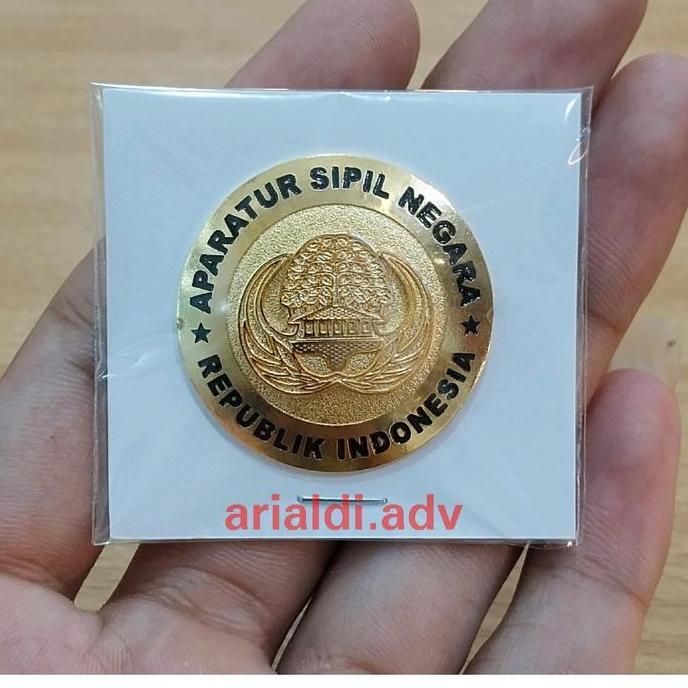 APARATUR SIPIL NEGARA
REPUBLIK INDONESIA
arialdi.adv